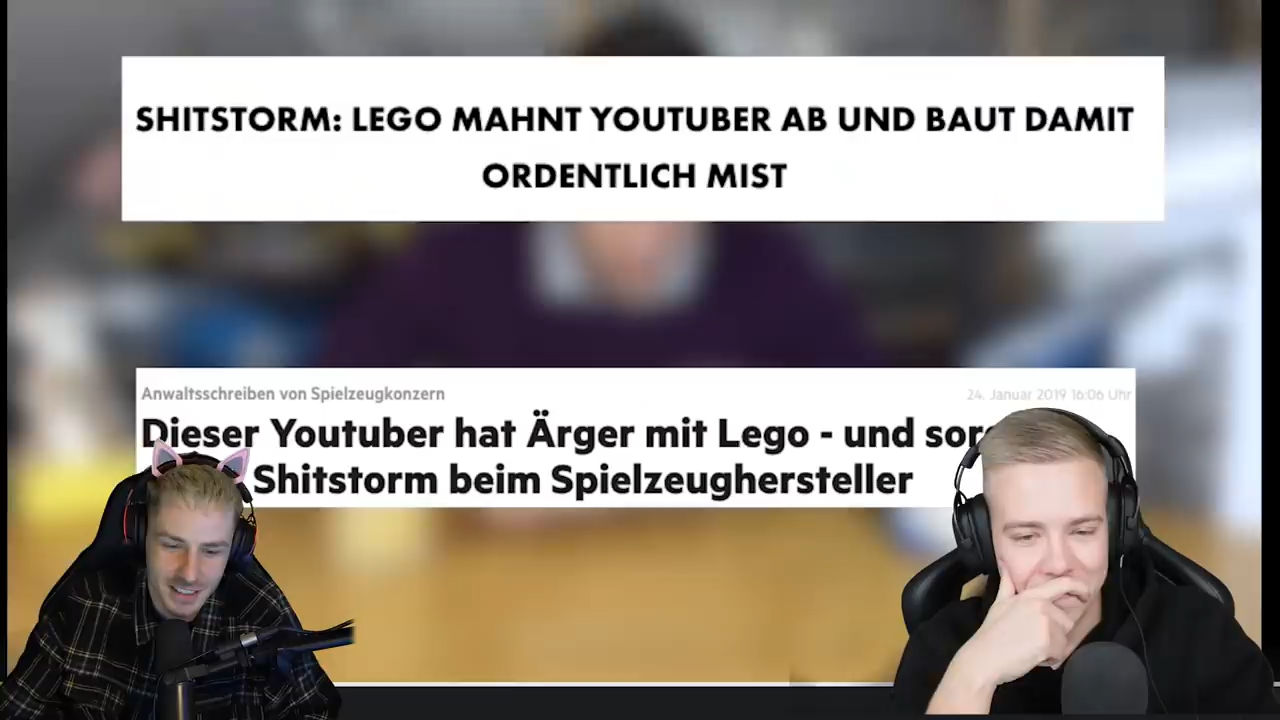 SHITSTORM: LEGO MAHNT YOUTUBER AB UND BAUT DAMIT
ORDENTLICH MIST
Anwaltsschreiben von Spielzeugkonzern
24. Januar 2019 16:06 Uhr
Dieser Youtuber hat Ärger mit Lego - und
Shitstorm beim Spielzeughersteller